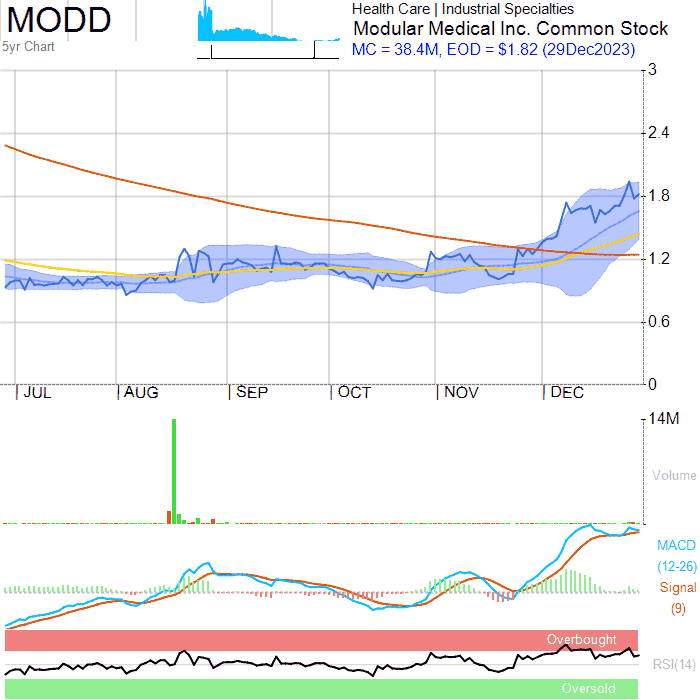 MODD
5yr Chart
Health Care | Industrial Specialties
Modular Medical Inc. Common Stock
MC = 38.4M, EOD = $1.82 (29Dec2023)
3
2.4
1.8
1.2
0.6
0
JUL AUG SEP OCT NOV DEC
14M
Volume
MACD
(12-26)
Signal
(9)
Overbought
RSI(14)
Oversold